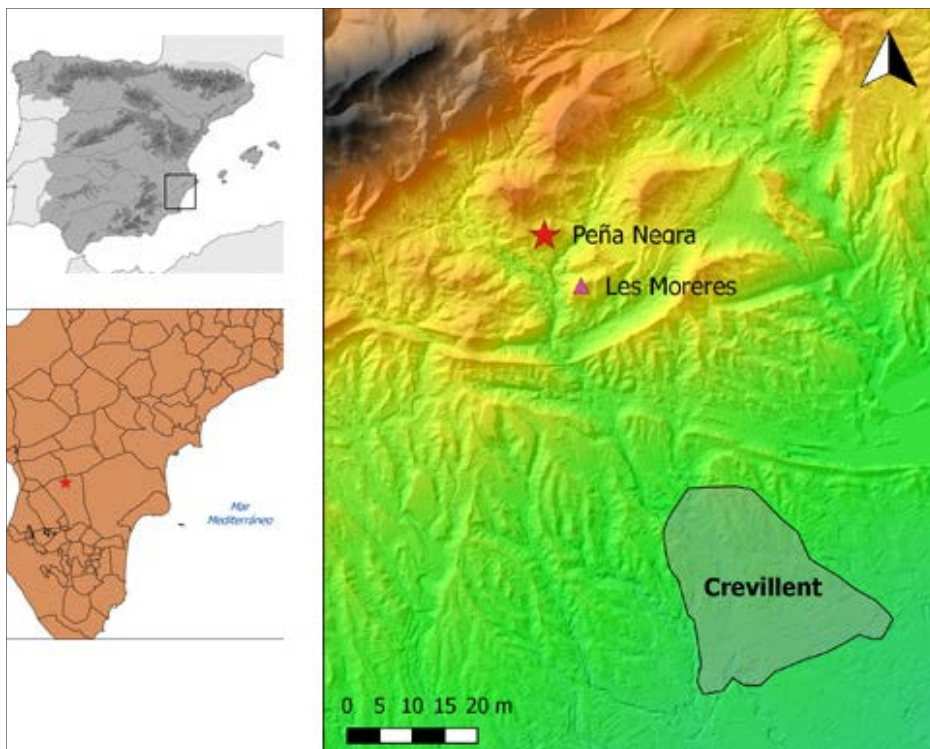 Peña Negra
Les Moreres
Mar
Mediterráneo
Crevillent
0 5 10 15 20 m